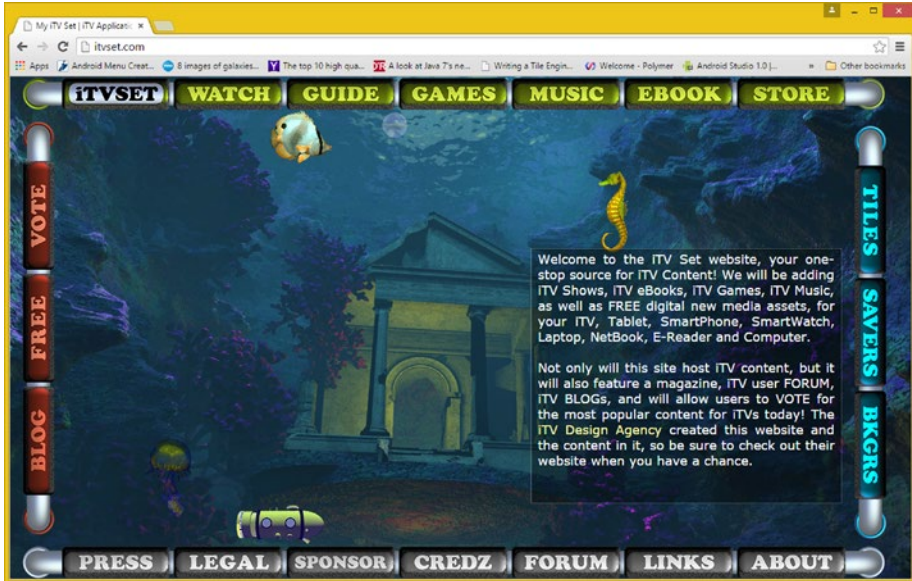 My iTV Set | iTV Applicatic
itvset.com
Apps Android Menu Creat... 8 images of galaxies... The top 10 high qua... A look at Java 7's ne... Writing a Tile Engin... Welcome - Polymer Android Studio 1.0 |... » Other bookmarks
iTVSET WATCH GUIDE GAMES MUSIC EBOOK STORE
VOTE
FREE
BLOG
Welcome to the iTV Set website, your one-
stop source for iTV Content! We will be adding
iTV Shows, iTV eBooks, iTV Games, iTV Music,
as well as FREE digital new media assets, for
your iTV, Tablet, SmartPhone, SmartWatch,
Laptop, NetBook, E-Reader and Computer.
Not only will this site host iTV content, but it
will also feature a magazine, iTV user FORUM,
iTV BLOGs, and will allow users to VOTE for
the most popular content for iTVs today! The
iTV Design Agency created this website and
the content in it, so be sure to check out their
website when you have a chance.
TILES
SAVERS
BKGRS
PRESS LEGAL SPONSOR CREDZ FORUM LINKS ABOUT